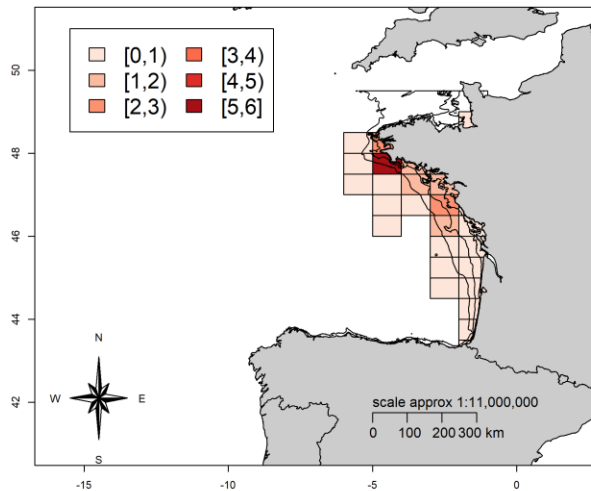 [0,1) [3,4)
[1,2) [4,5)
[2,3) [5,6]
50
48
46
44
42
N
W E
S
scale approx 1:11,000,000
0 100 200 300 km
-15 -10 -5 0